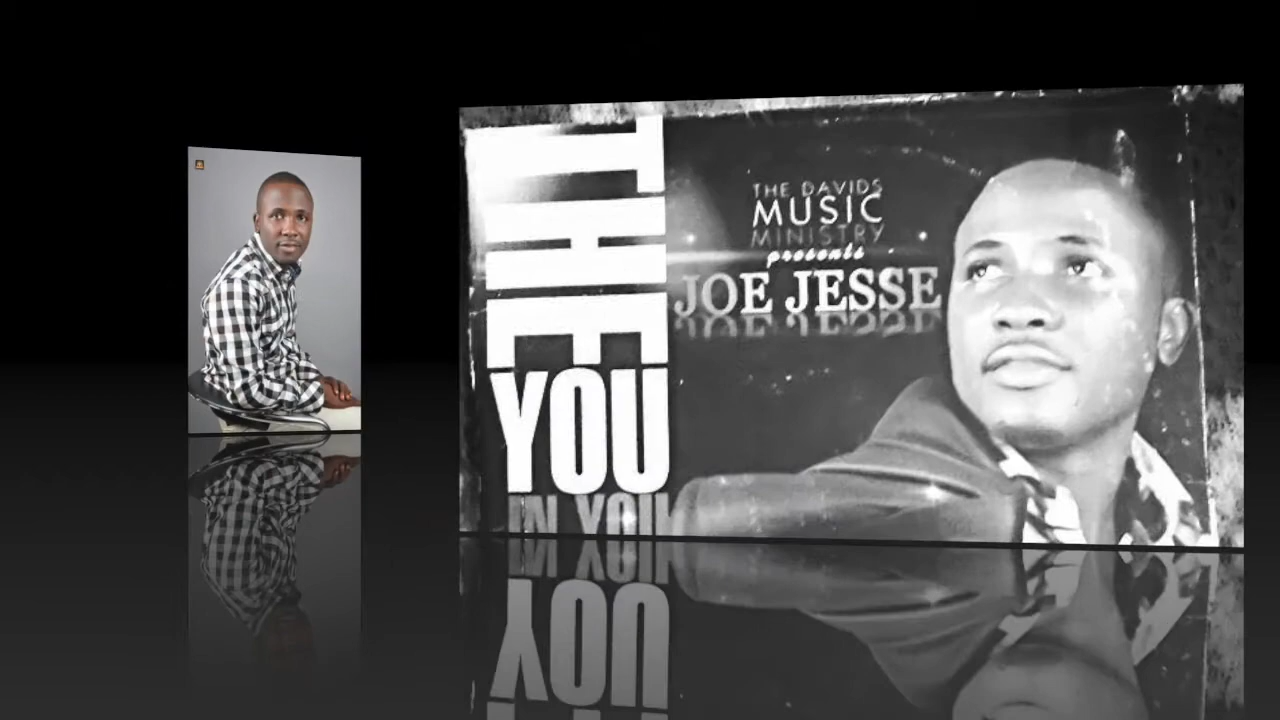 THE
YOU
IN YOU
THE DAVIDS
MUSIC
MINISTRY
presents
JOE JESSE